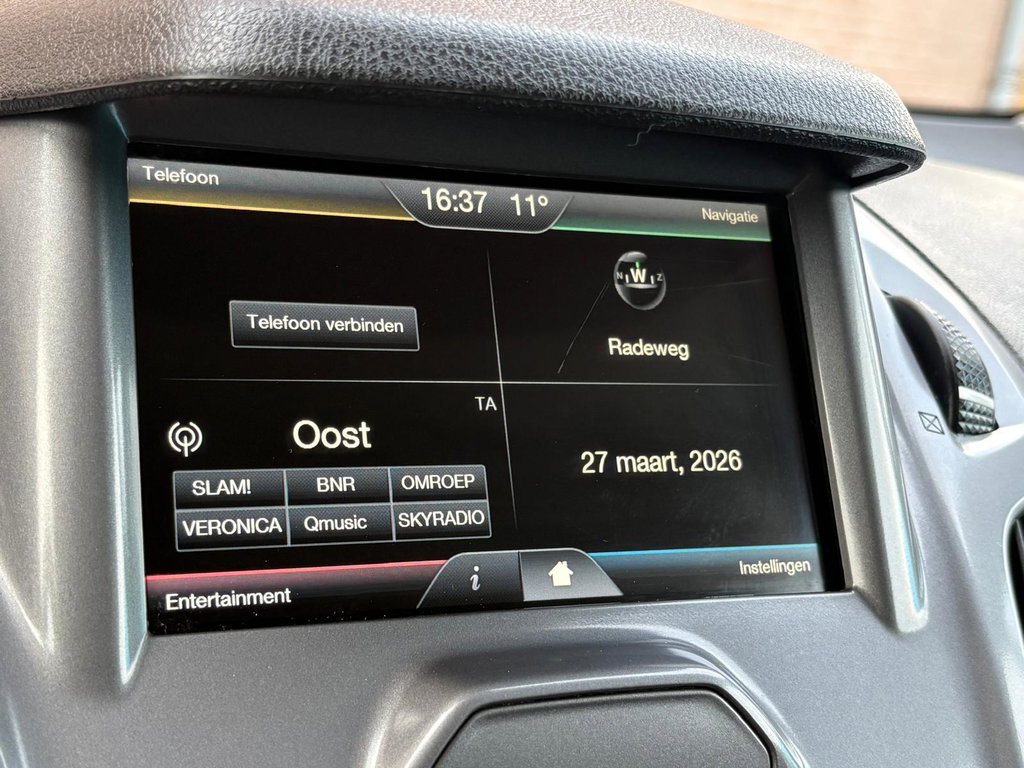 Telefoon
16:37 11°
Navigatie
N W Z
Telefoon verbinden
Radeweg
TA
Oost
27 maart, 2026
SLAM! BNR OMROEP
VERONICA Qmusic SKYRADIO
i
Entertainment
Instellingen